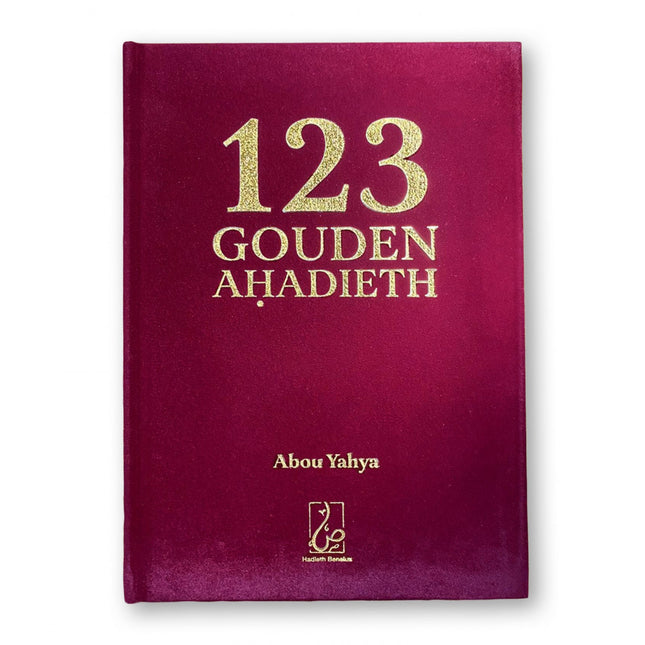 123
GOUDEN
AḤADIETH
Abou Yahya
Hadieth Benelux